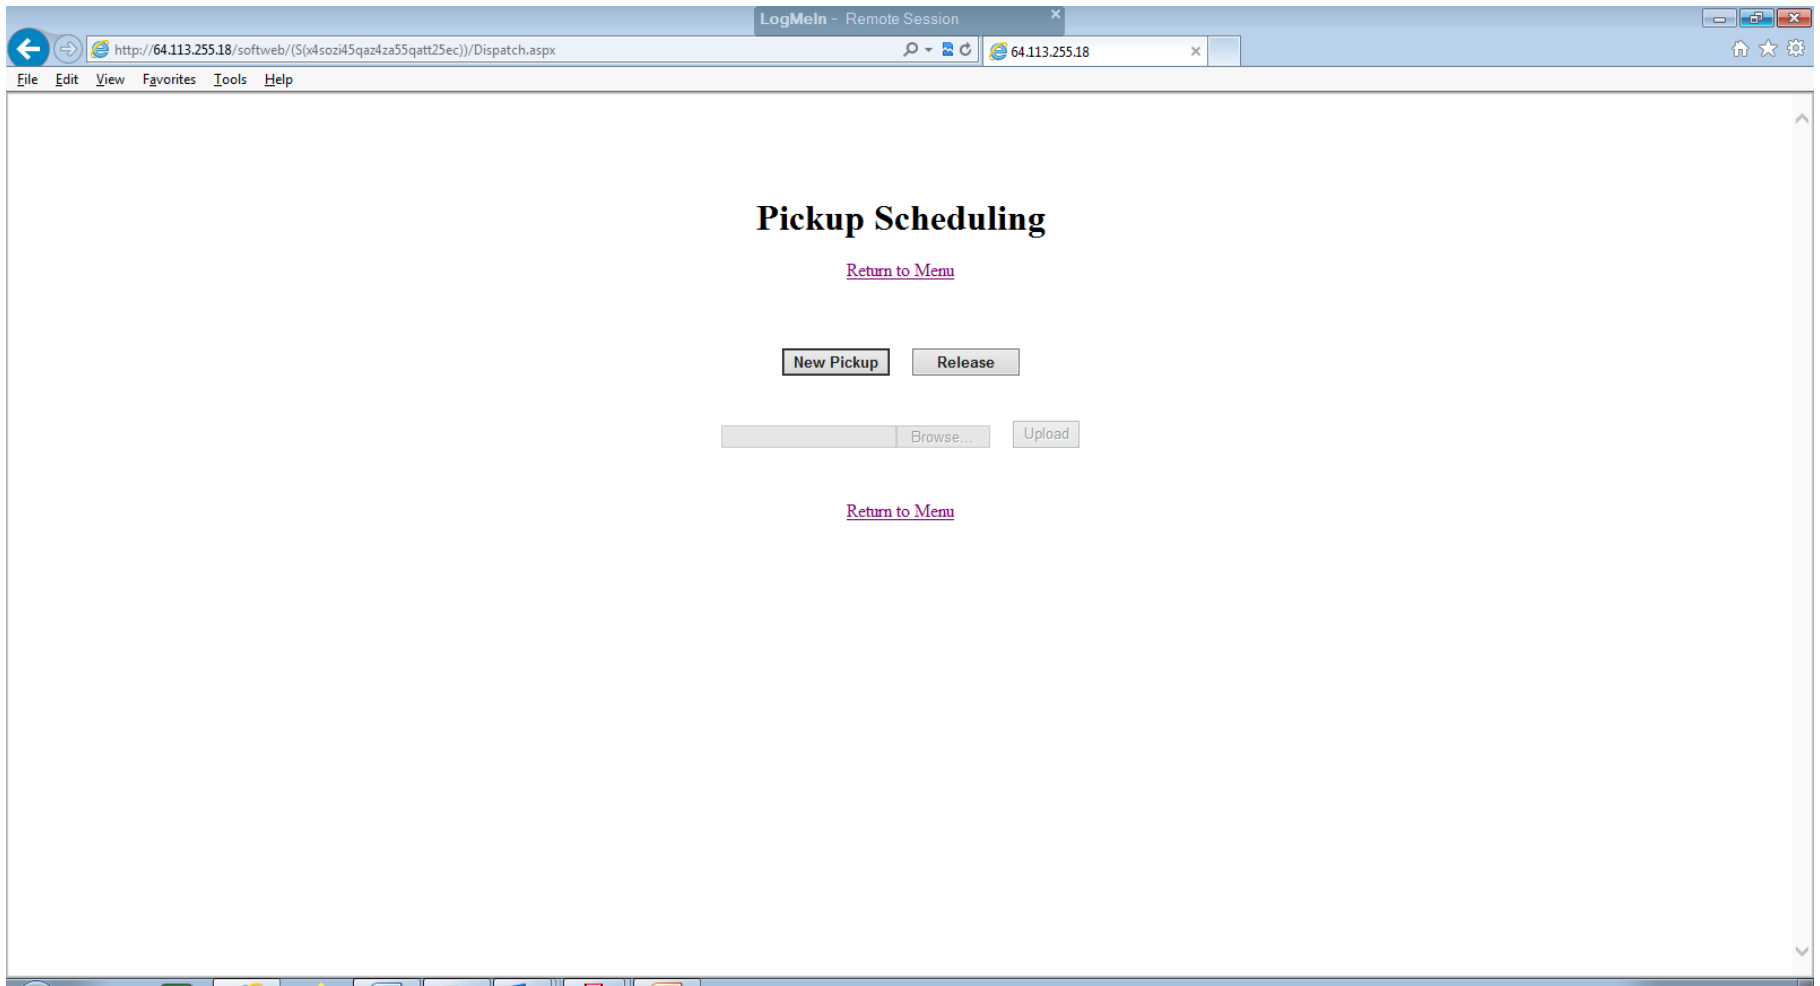 LogMeIn - Remote Session
http://64.113.255.18/softweb/(S(x4sozi45qaz4za55qatt25ec))/Dispatch.aspx
64.113.255.18
File Edit View Favorites Tools Help
Pickup Scheduling
Return to Menu
New Pickup Release
Browse... Upload
Return to Menu